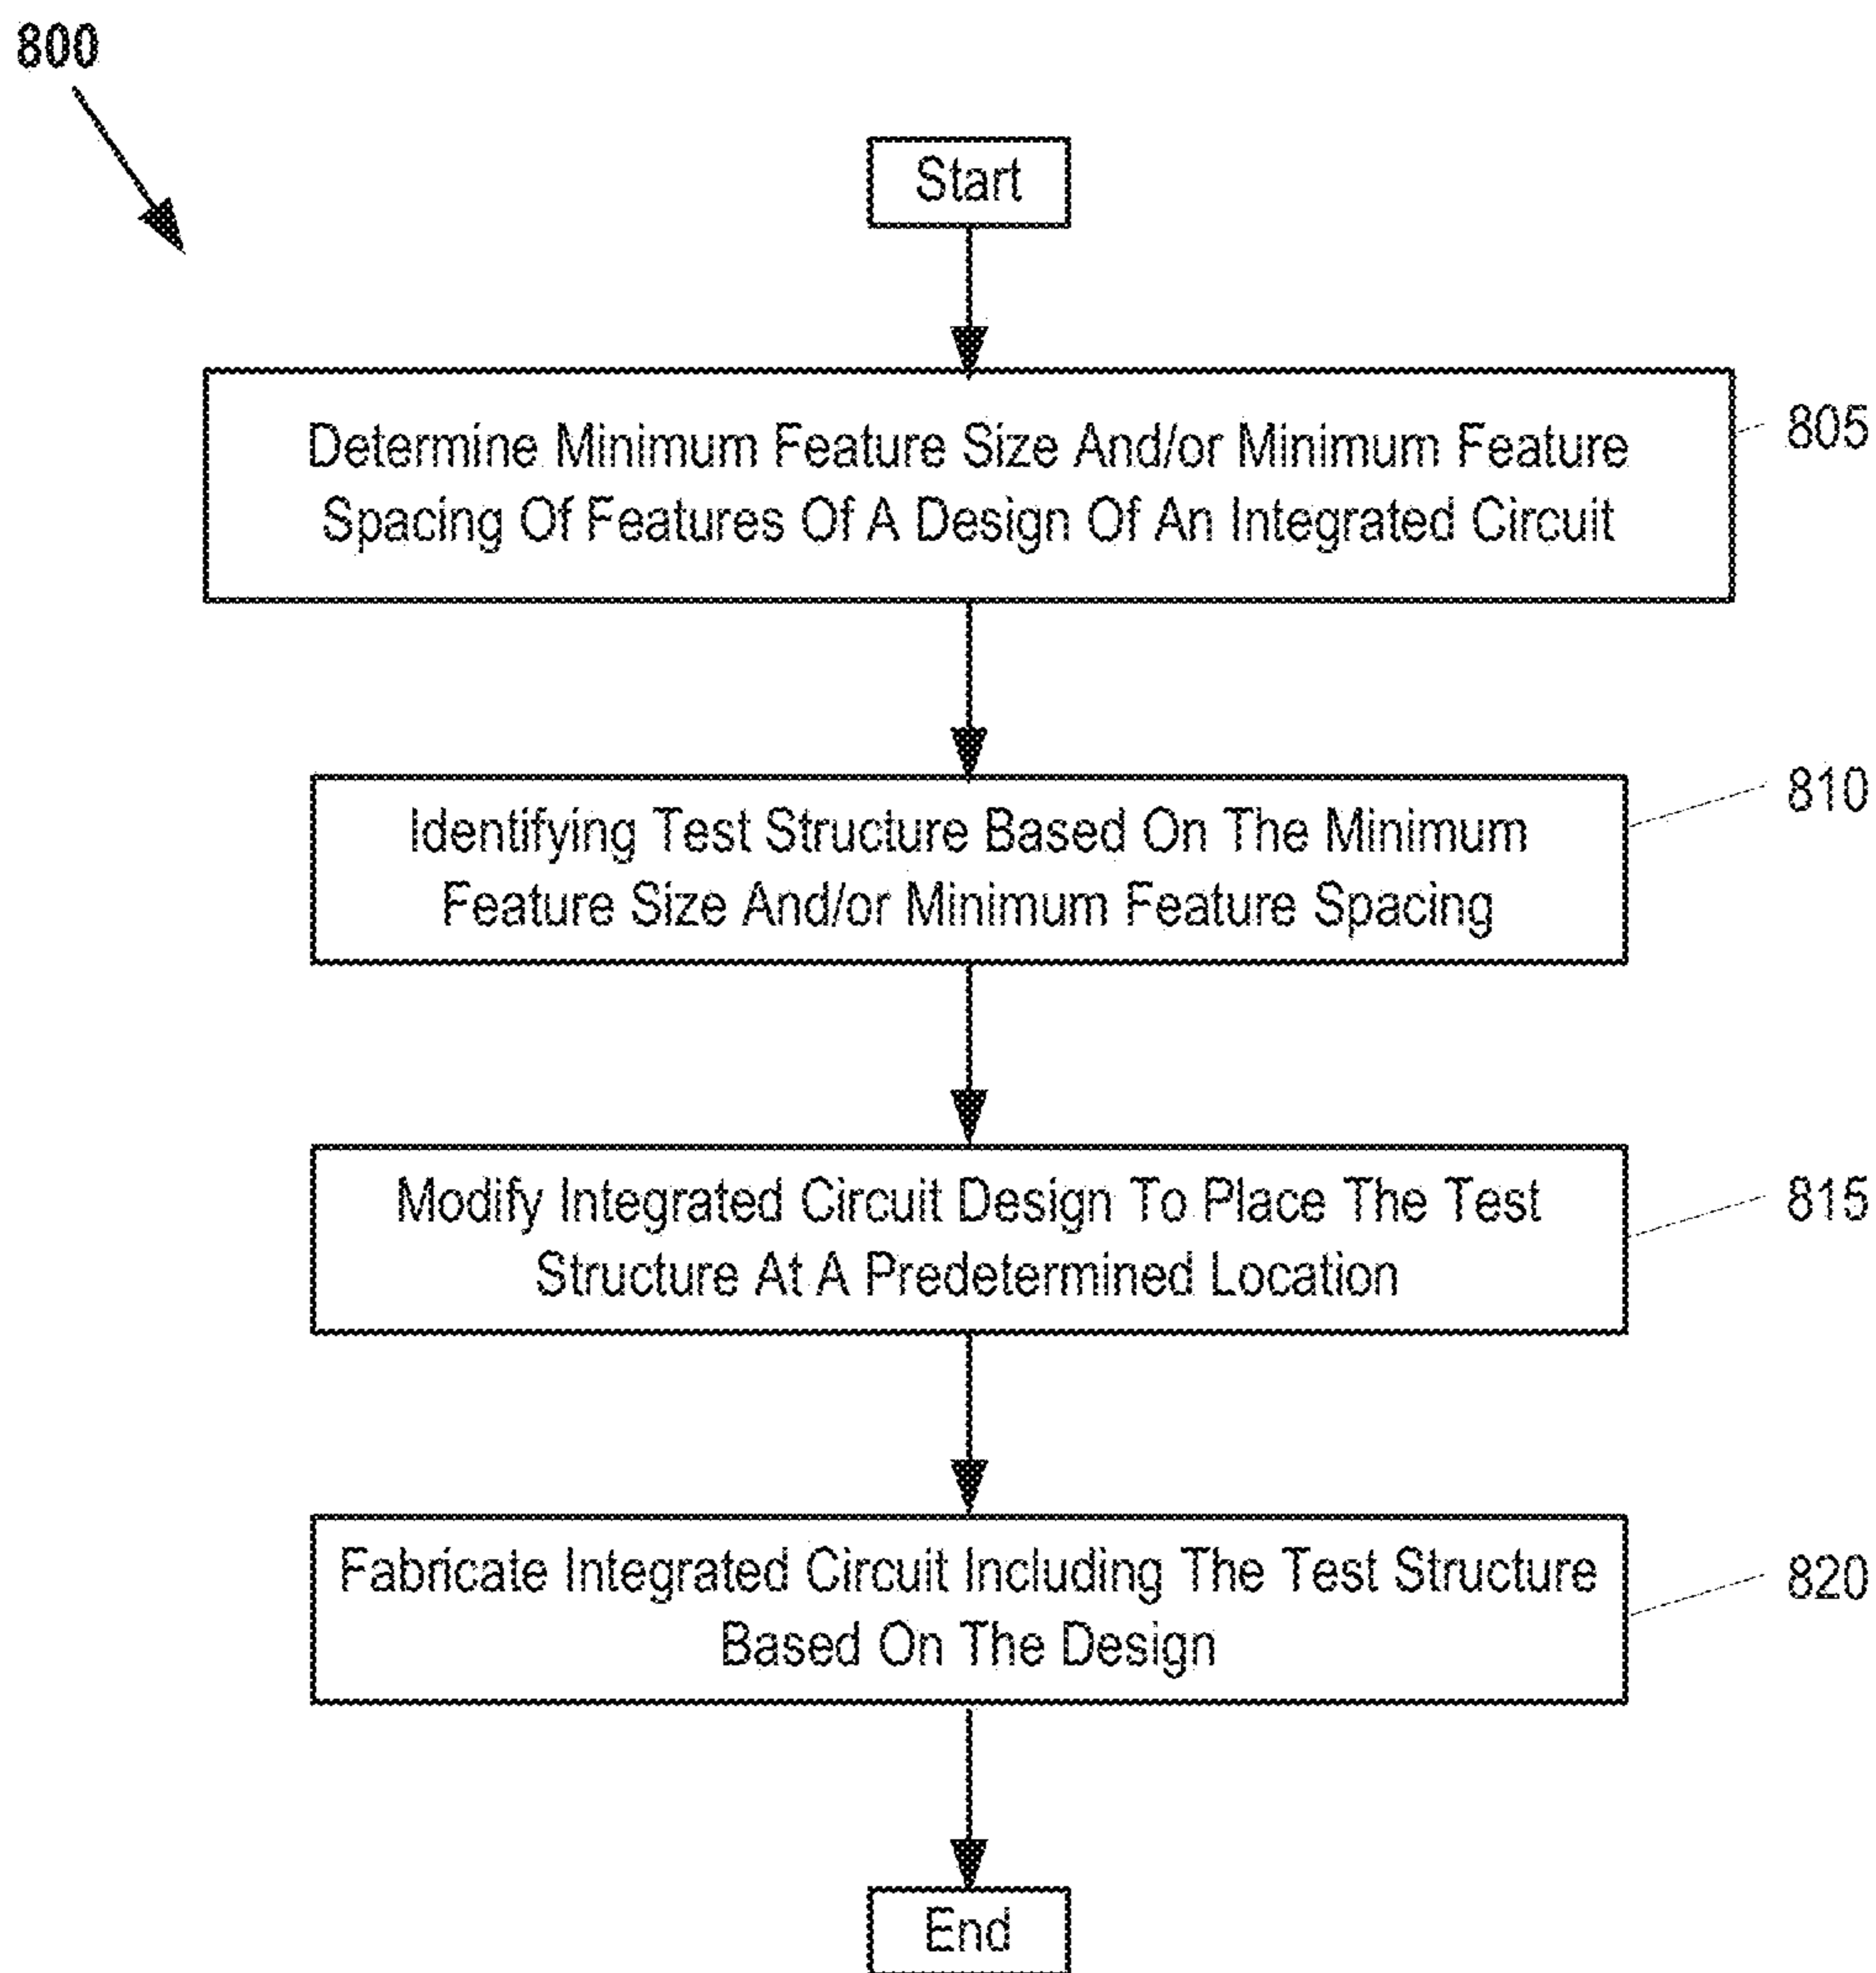 800
Start
Determine Minimum Feature Size And/or Minimum Feature
Spacing Of Features Of A Design Of An Integrated Circuit
805
Identifying Test Structure Based On The Minimum
Feature Size And/or Minimum Feature Spacing
810
Modify Integrated Circuit Design To Place The Test
Structure At A Predetermined Location
815
Fabricate Integrated Circuit Including The Test Structure
Based On The Design
820
End